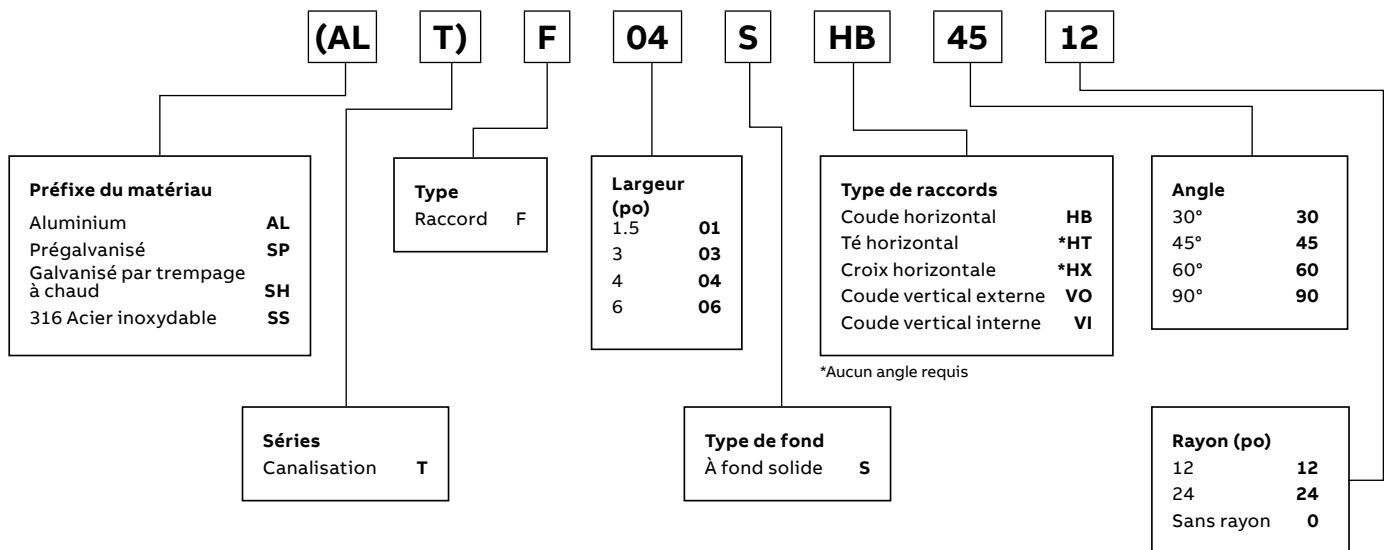 (AL T) F 04 S HB 45 12
Préfixe du matériau
Aluminium AL
Prégalvanisé SP
Galvanisé par trempage
à chaud SH
316 Acier inoxydable SS
Type
Raccord F
Largeur
(po)
1.5 01
3 03
4 04
6 06
Type de raccords
Coude horizontal HB
Té horizontal *HT
Croix horizontale *HX
Coude vertical externe VO
Coude vertical interne VI
*Aucun angle requis
Angle
30° 30
45° 45
60° 60
90° 90
Séries
Canalisation T
Type de fond
À fond solide S
Rayon (po)
12 12
24 24
Sans rayon 0